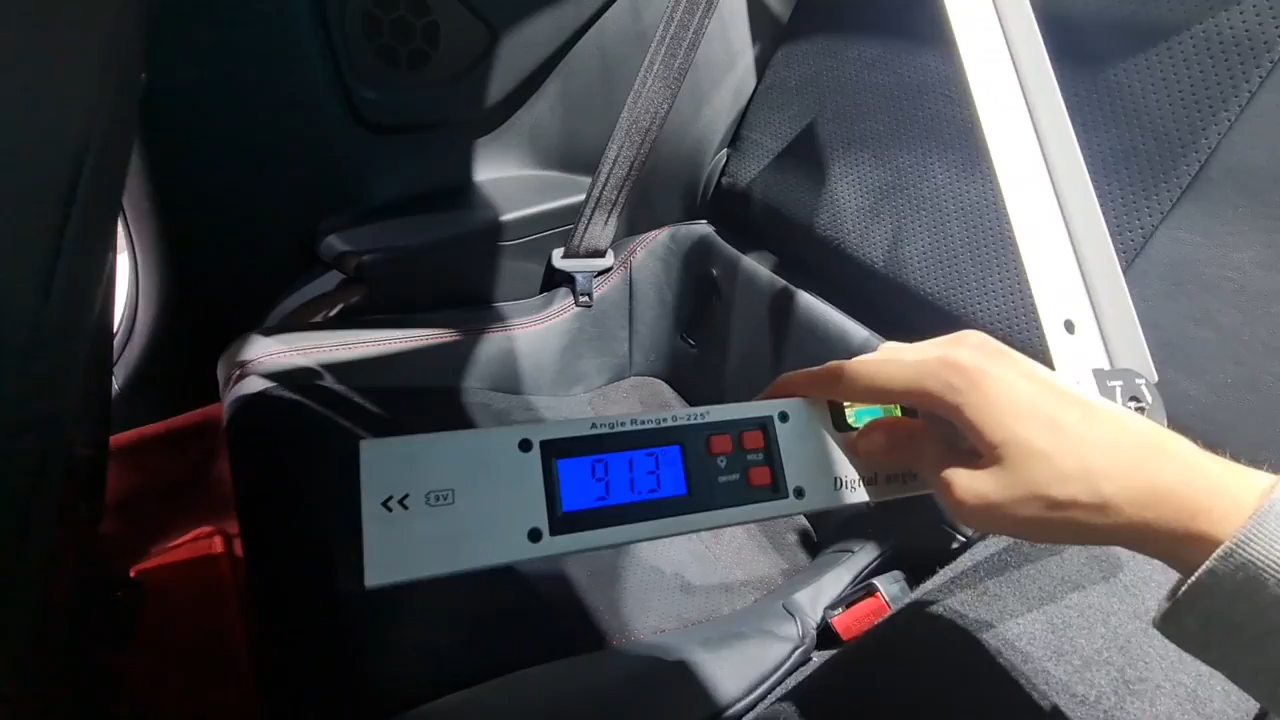 Angle Range 0~225°
91.3°
HOLD
ON/OFF
<< 9V
Digital angle